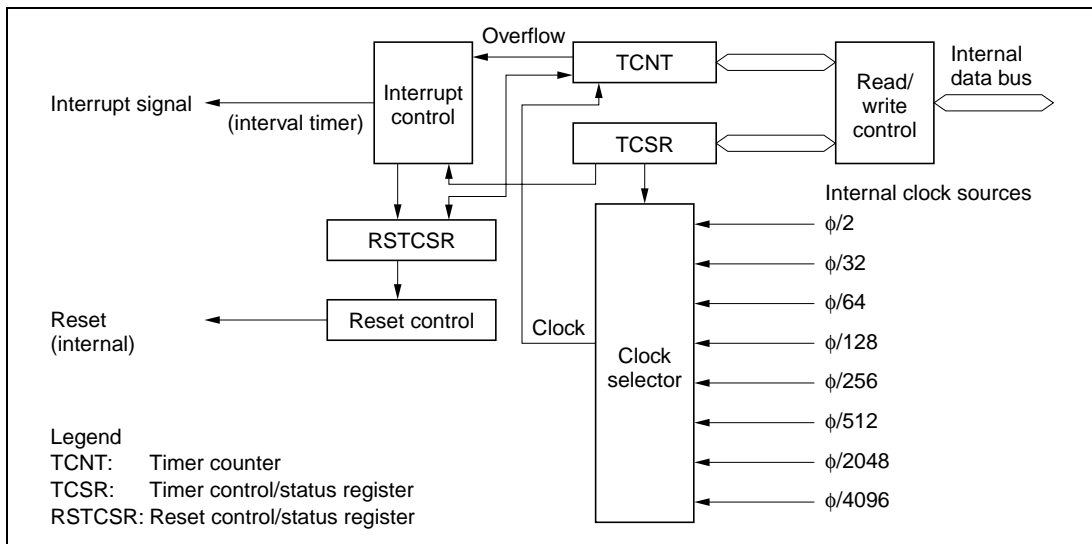 Overflow
TCNT
Internal
data bus
Interrupt
control
Read/
write
control
Interrupt signal
(interval timer)
TCSR
Internal clock sources
RSTCSR
φ/2
φ/32
φ/64
Reset
(internal)
Reset control
Clock
φ/128
Clock
selector
φ/256
φ/512
φ/2048
φ/4096
Legend
TCNT: Timer counter
TCSR: Timer control/status register
RSTCSR: Reset control/status register